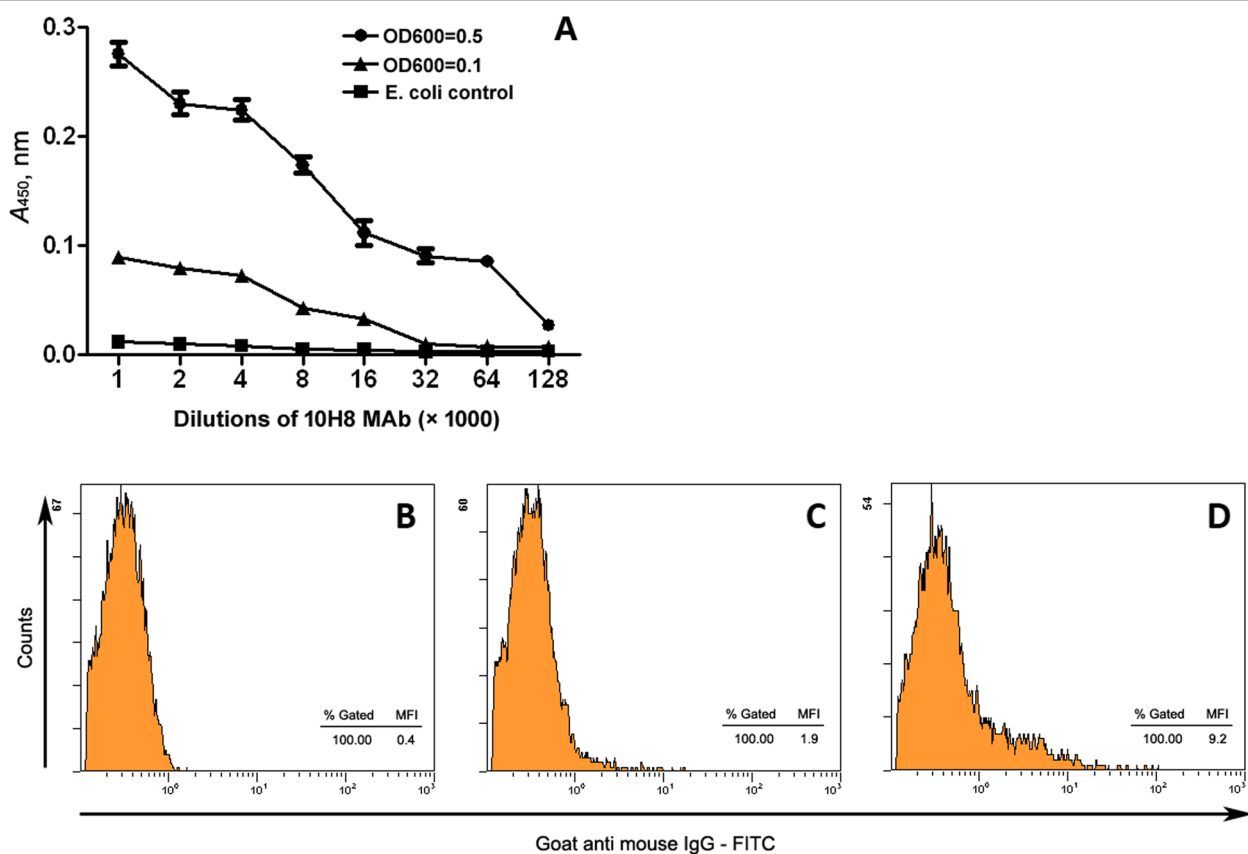 0.3
0.2
0.1
0.0
A450, nm
OD600=0.5
OD600=0.1
E. coli control
A
1 2 4 8 16 32 64 128
Dilutions of 10H8 MAb (× 1000)
Counts
67
B
% Gated MFI
100.00 0.4
10⁰ 10¹ 10² 10³
60
C
% Gated MFI
100.00 1.9
10⁰ 10¹ 10² 10³
54
D
% Gated MFI
100.00 9.2
10⁰ 10¹ 10² 10³
Goat anti mouse IgG - FITC